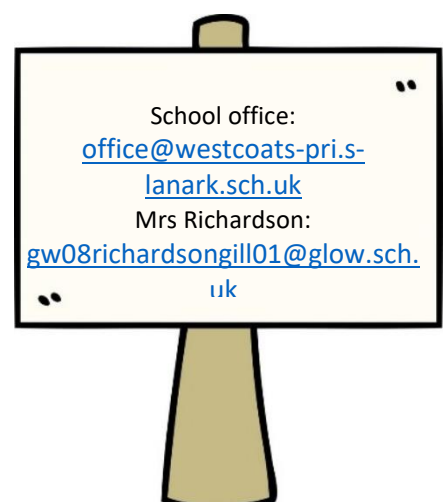 School office:
office@westcoats-pri.s-
lanark.sch.uk
Mrs Richardson:
gw08richardsongill01@glow.sch.
uk